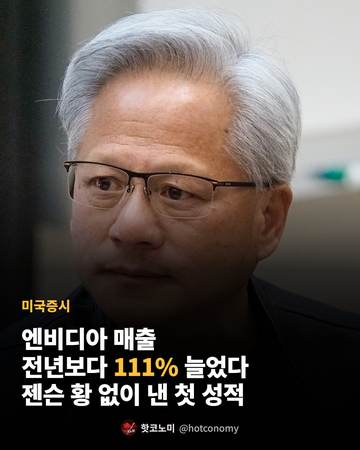 미국증시
엔비디아 매출
전년보다 111% 늘었다
젠슨 황 없이 낸 첫 성적
핫코노미 @hotconomy